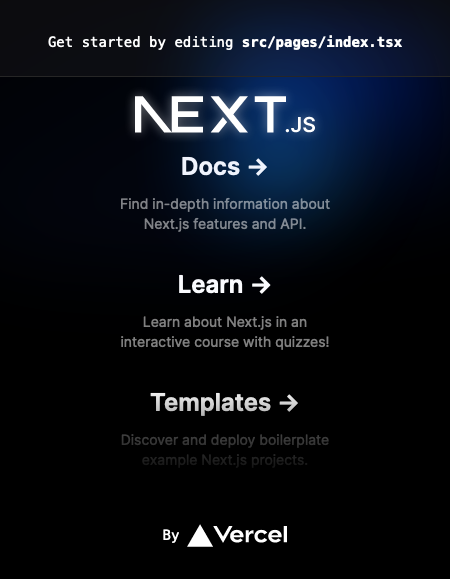 Get started by editing src/pages/index.tsx
NEXT.JS
Docs →
Find in-depth information about
Next.js features and API.
Learn →
Learn about Next.js in an
interactive course with quizzes!
Templates →
Discover and deploy boilerplate
example Next.js projects.
By Vercel